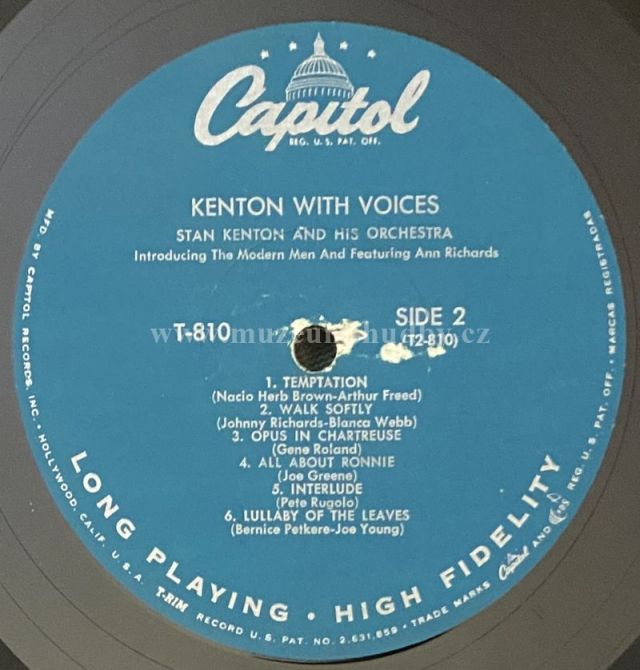 Capitol
REG. U.S. PAT. OFF.
KENTON WITH VOICES
STAN KENTON AND HIS ORCHESTRA
Introducing The Modern Men And Featuring Ann Richards
T-810
SIDE 2
(T2-810)
1. TEMPTATION
(Nacio Herb Brown-Arthur Freed)
2. WALK SOFTLY
(Johnny Richards-Blanca Webb)
3. OPUS IN CHARTREUSE
(Gene Roland)
4. ALL ABOUT RONNIE
(Joe Greene)
5. INTERLUDE
(Pete Rugolo)
6. LULLABY OF THE LEAVES
(Bernice Petkere-Joe Young)
LONG PLAYING • HIGH FIDELITY
MFD. BY CAPITOL RECORDS, INC. • HOLLYWOOD, CALIF. U.S.A. T-RIM RECORD U.S. PAT. NO. 2,631,859 • TRADE MARKS Capitol AND REG. U.S. PAT. OFF. • MARCAS REGISTRADAS